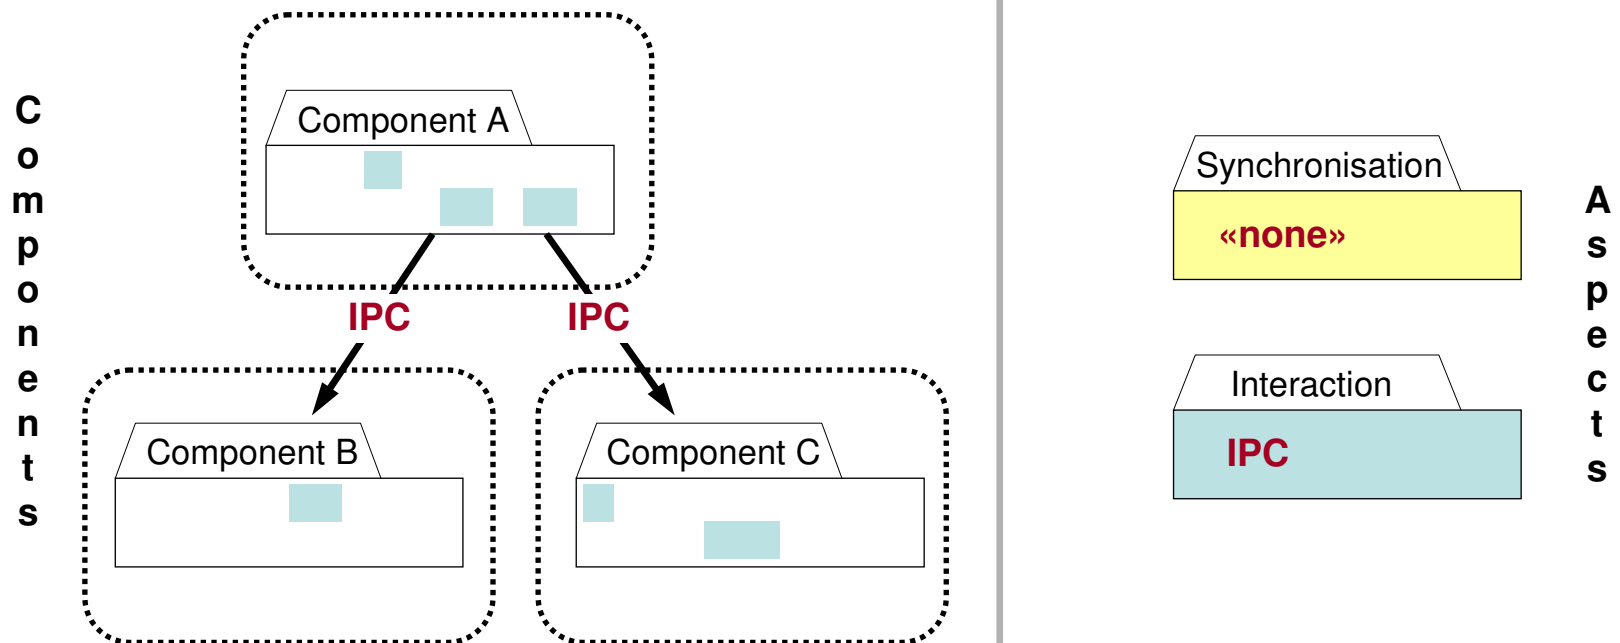 Components
Component A
IPC
IPC
Component B
Component C
Synchronisation
«none»
Interaction
IPC
Aspects